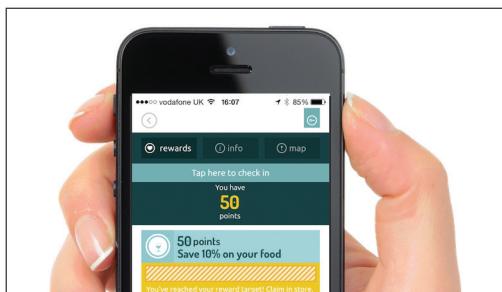 vodafone UK 16:07 85%
rewards info map
Tap here to check in
You have
50
points
50 points
Save 10% on your food
You've reached your reward target! Claim in store.